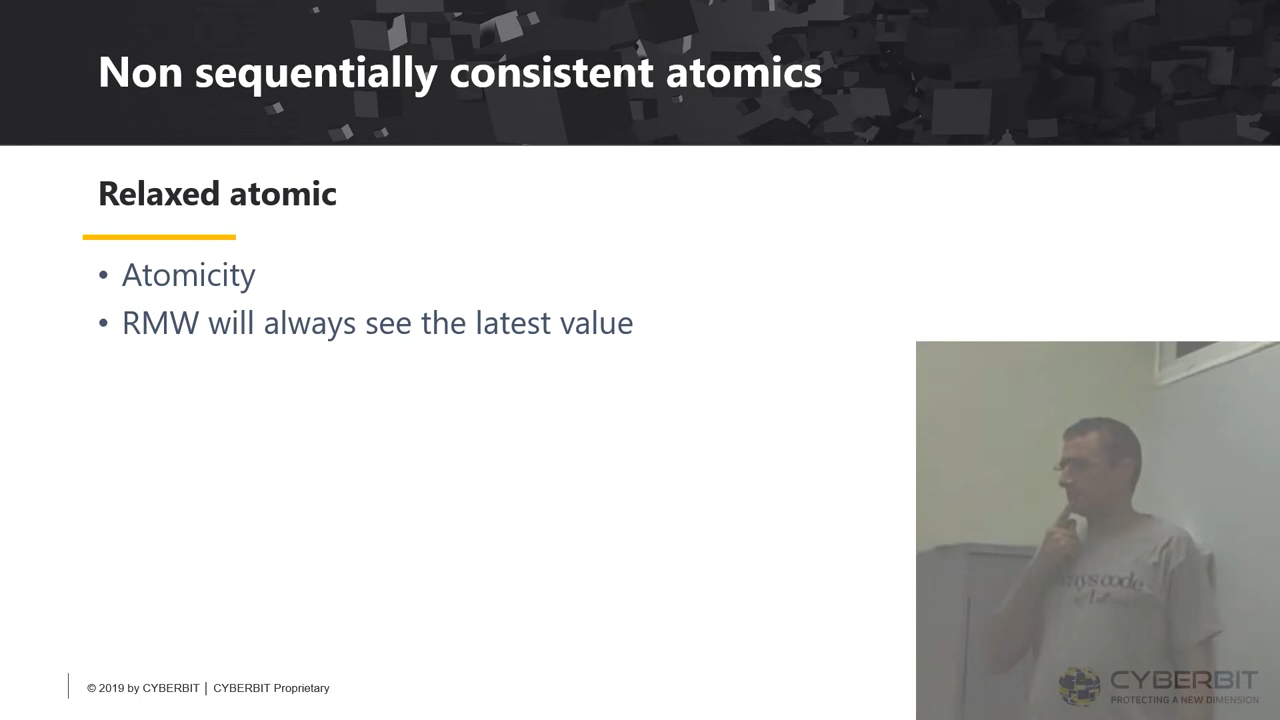 Non sequentially consistent atomics
Relaxed atomic
• Atomicity
• RMW will always see the latest value
code
© 2019 by CYBERBIT | CYBERBIT Proprietary
CYBERBIT
PROTECTING A NEW DIMENSION